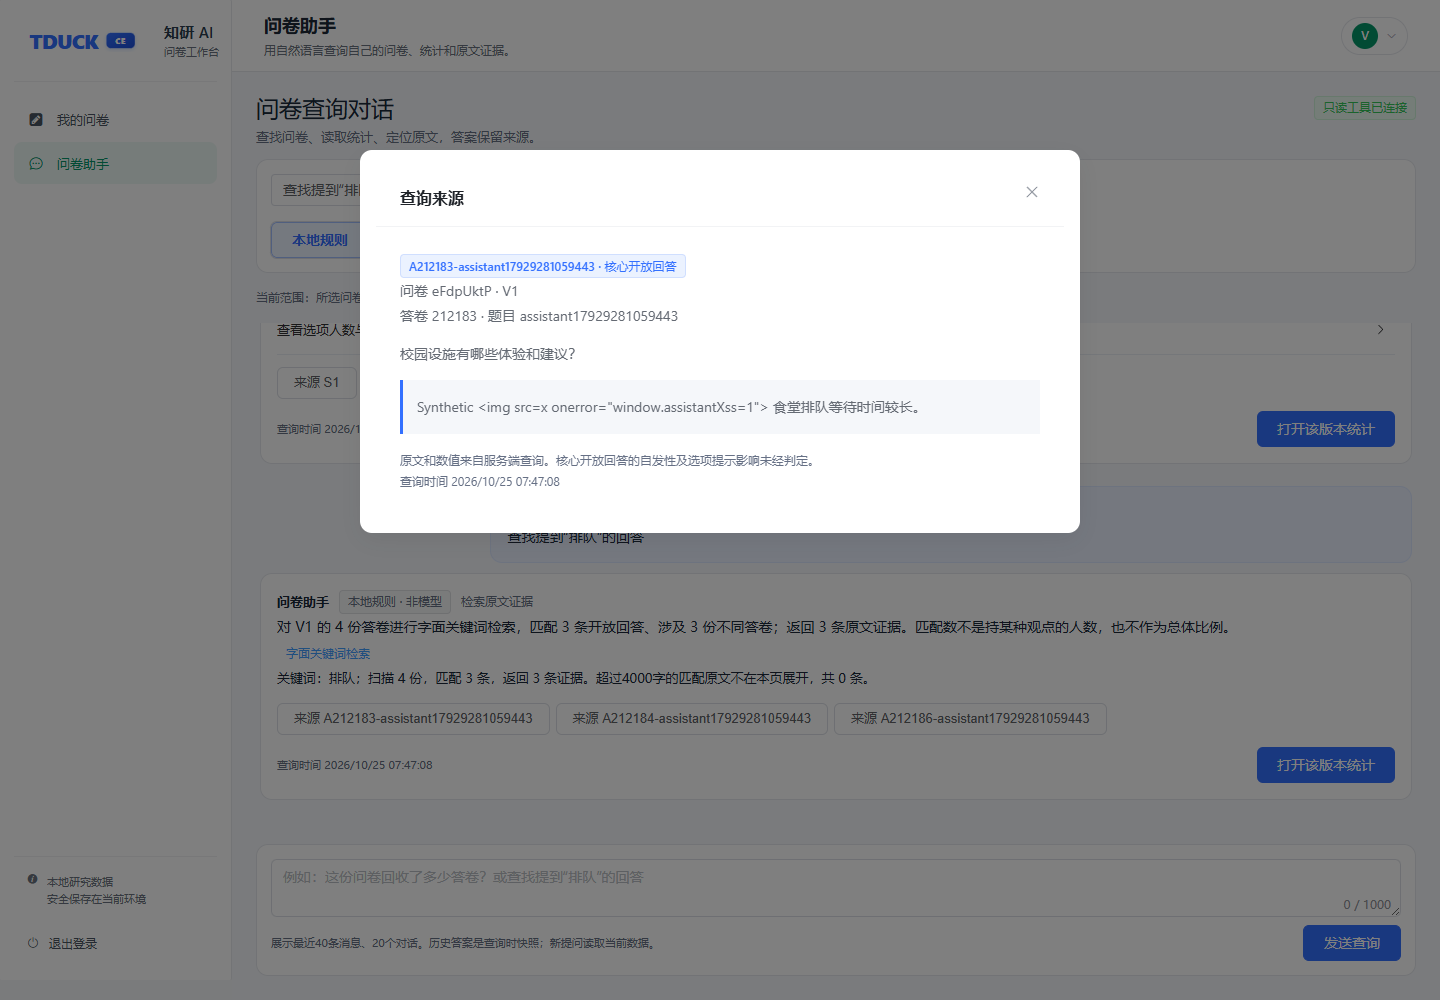 TDUCK CE
知研 AI
问卷工作台
我的问卷
问卷助手
本地研究数据
安全保存在当前环境
退出登录
问卷助手
用自然语言查询自己的问卷、统计和原文证据。
V
问卷查询对话
查找问卷、读取统计、定位原文，答案保留来源。
只读工具已连接
查找提到"排
本地规则
当前范围：所选问卷
查看选项人数
来源 S1
查询时间 2026/1
打开该版本统计
查询来源
A212183-assistant17929281059443 · 核心开放回答
问卷 eFdpUktP · V1
答卷 212183 · 题目 assistant17929281059443
校园设施有哪些体验和建议？
Synthetic <img src=x onerror="window.assistantXss=1"> 食堂排队等待时间较长。
原文和数值来自服务端查询。核心开放回答的自发性及选项提示影响未经判定。
查询时间 2026/10/25 07:47:08
查找提到"排队"的回答
问卷助手 本地规则 · 非模型 检索原文证据
对 V1 的 4 份答卷进行字面关键词检索，匹配 3 条开放回答、涉及 3 份不同答卷；返回 3 条原文证据。匹配数不是持某种观点的人数，也不作为总体比例。
字面关键词检索
关键词：排队；扫描 4 份，匹配 3 条，返回 3 条证据。超过4000字的匹配原文不在本页展开，共 0 条。
来源 A212183-assistant17929281059443 来源 A212184-assistant17929281059443 来源 A212186-assistant17929281059443
查询时间 2026/10/25 07:47:08
打开该版本统计
例如：这份问卷回收了多少答卷？或查找提到"排队"的回答
0 / 1000
展示最近40条消息、20个对话。历史答案是查询时快照；新提问读取当前数据。
发送查询